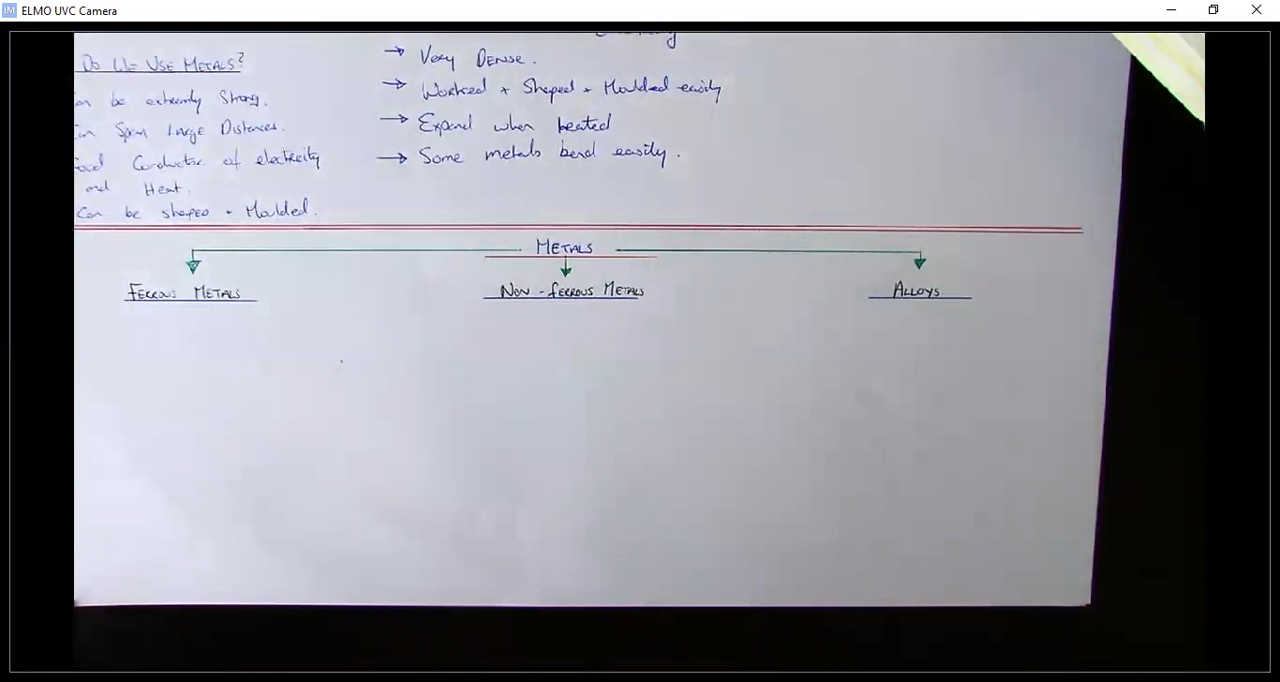 ELMO UVC Camera
Do We Use Metals?
be extremly Strong.
Span Large Distances.
Conductor of electricity
and Heat.
Can be shaped + Moulded.
→ Very Dense.
→ Worked + Shaped + Moulded easily
→ Expand when heated
→ Some metals bend easily.
METALS
FERROUS METALS
NON-FERROUS METALS
ALLOYS